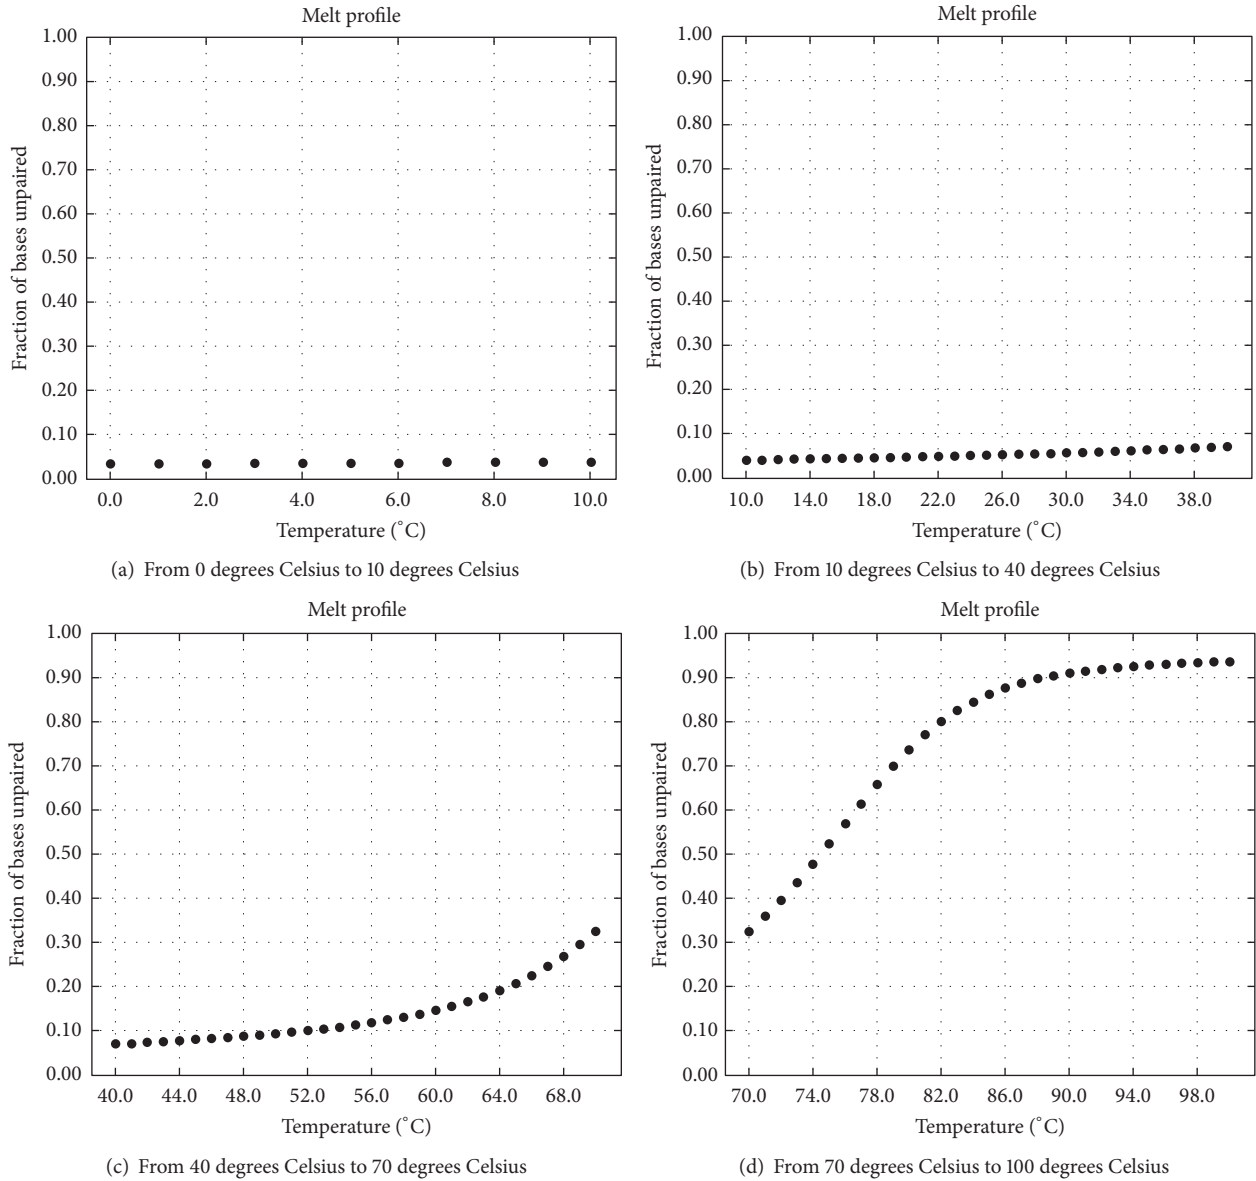 Melt profile
1.00
0.90
0.80
0.70
0.60
0.50
0.40
0.30
0.20
0.10
0.00
Fraction of bases unpaired
0.0 2.0 4.0 6.0 8.0 10.0
Temperature (°C)
(a) From 0 degrees Celsius to 10 degrees Celsius
Melt profile
1.00
0.90
0.80
0.70
0.60
0.50
0.40
0.30
0.20
0.10
0.00
Fraction of bases unpaired
10.0 14.0 18.0 22.0 26.0 30.0 34.0 38.0
Temperature (°C)
(b) From 10 degrees Celsius to 40 degrees Celsius
Melt profile
1.00
0.90
0.80
0.70
0.60
0.50
0.40
0.30
0.20
0.10
0.00
Fraction of bases unpaired
40.0 44.0 48.0 52.0 56.0 60.0 64.0 68.0
Temperature (°C)
(c) From 40 degrees Celsius to 70 degrees Celsius
Melt profile
1.00
0.90
0.80
0.70
0.60
0.50
0.40
0.30
0.20
0.10
0.00
Fraction of bases unpaired
70.0 74.0 78.0 82.0 86.0 90.0 94.0 98.0
Temperature (°C)
(d) From 70 degrees Celsius to 100 degrees Celsius